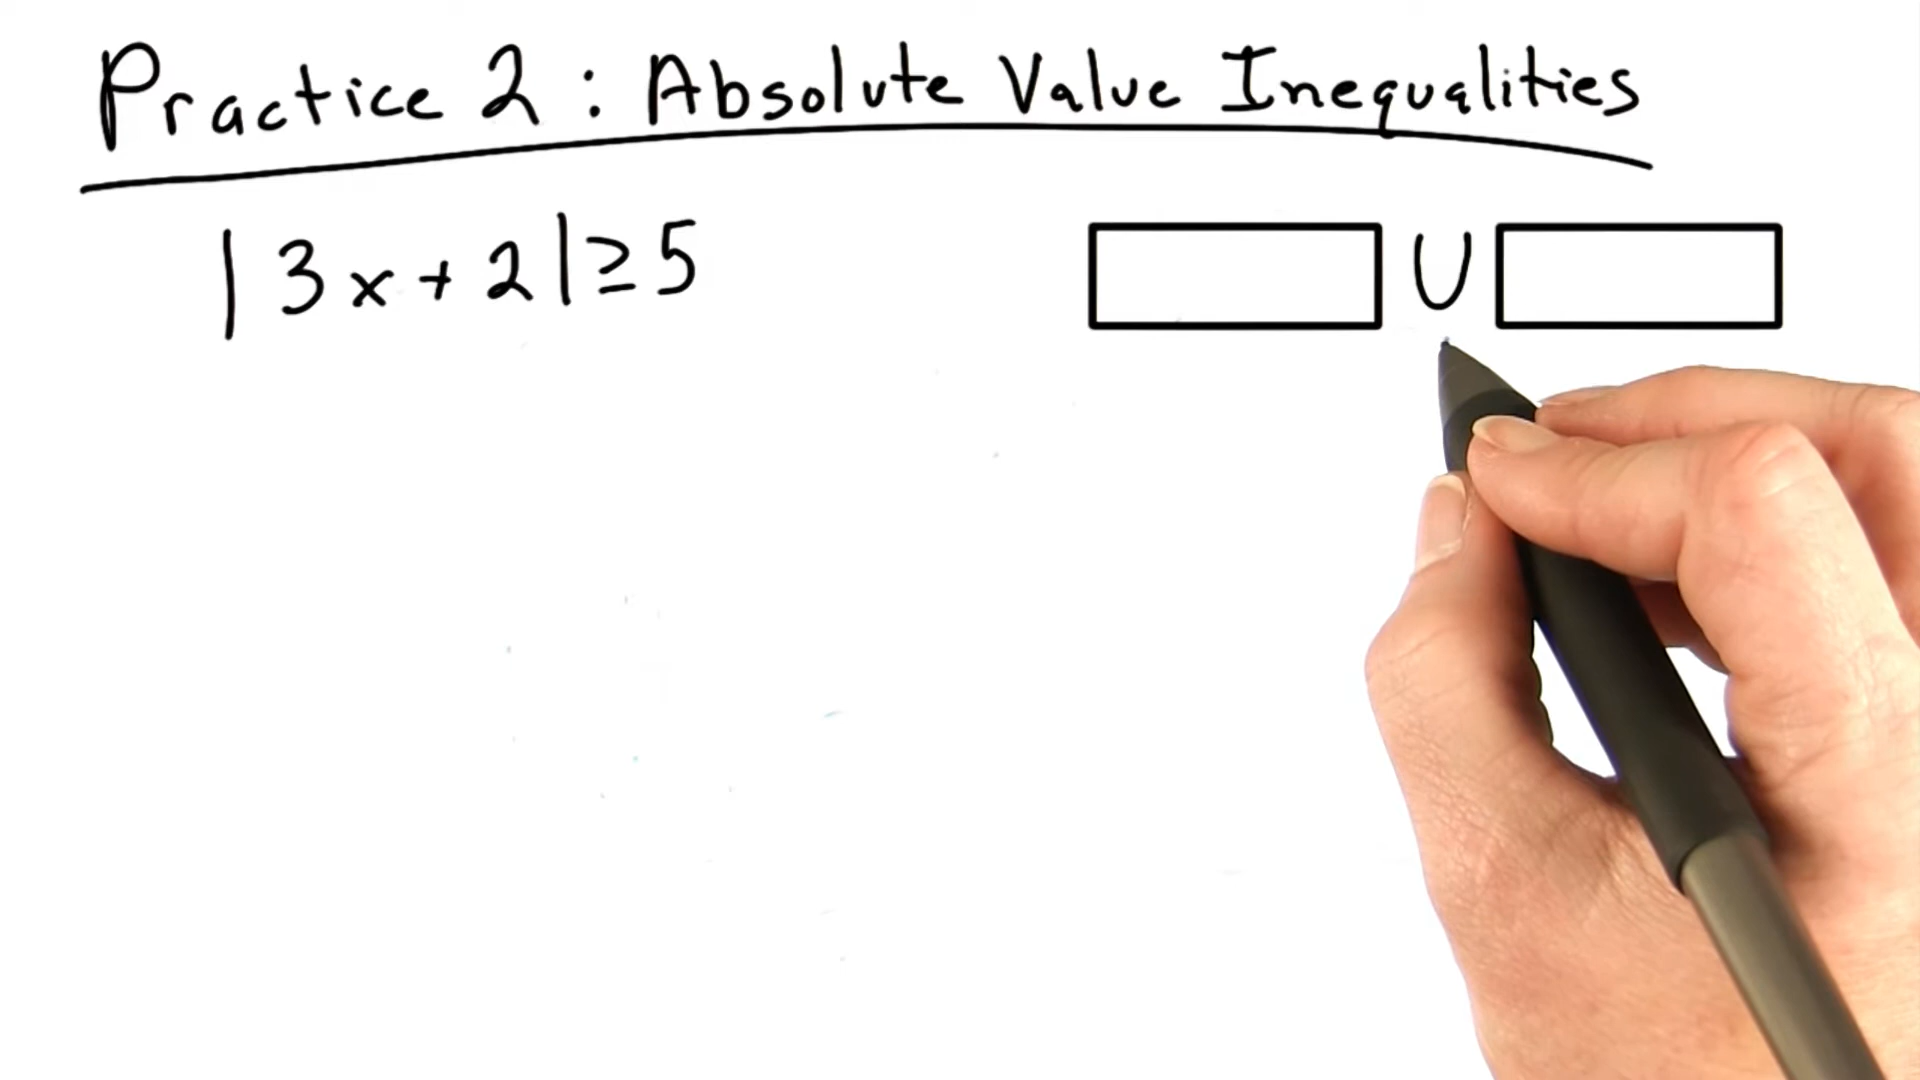 Practice 2 : Absolute Value Inequalities
| 3x + 2 | ≥ 5 ∪